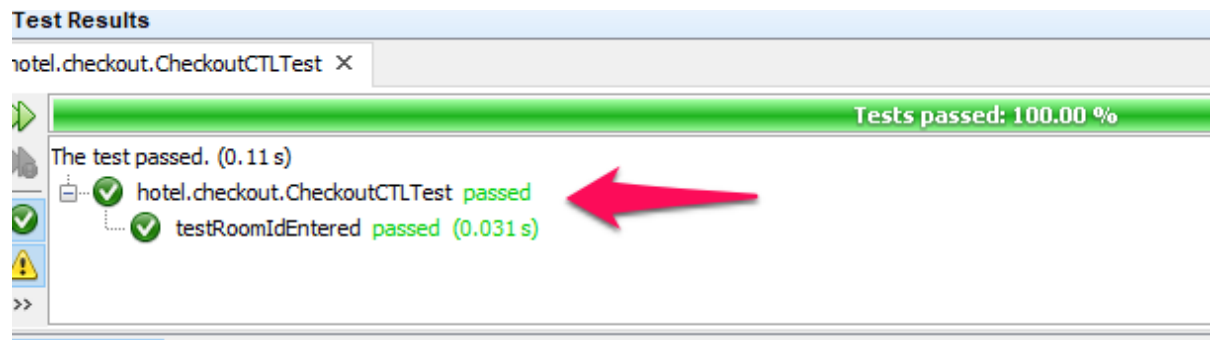 Test Results
hotel.checkout.CheckoutCTLTest ×
Tests passed: 100.00 %
The test passed. (0.11 s)
hotel.checkout.CheckoutCTLTest passed
testRoomIdEntered passed (0.031 s)
>>